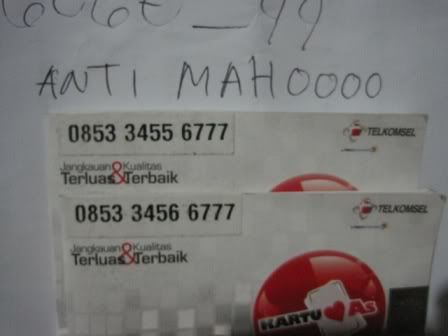 ANTI MAHOOOO
0853 3455 6777
TELKOMSEL
Jangkauan & Kualitas
Terluas & Terbaik
0853 3456 6777
TELKOMSEL
Jangkauan & Kualitas
Terluas & Terbaik
KARTU As